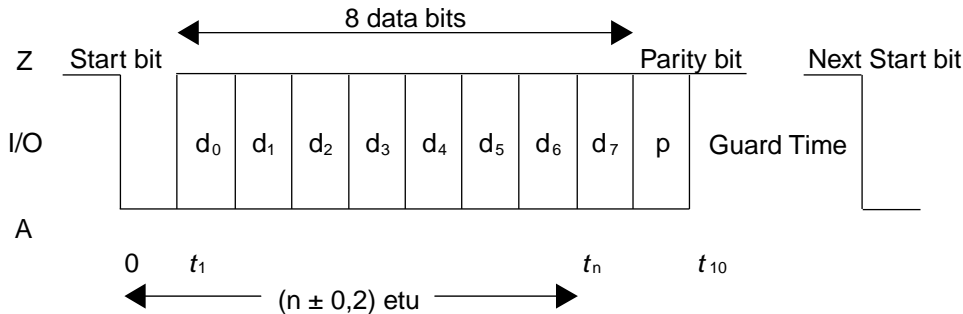 8 data bits
Z Start bit Parity bit Next Start bit
I/O d₀ d₁ d₂ d₃ d₄ d₅ d₆ d₇ p Guard Time
A
0 t₁ tₙ t₁₀
(n ± 0,2) etu